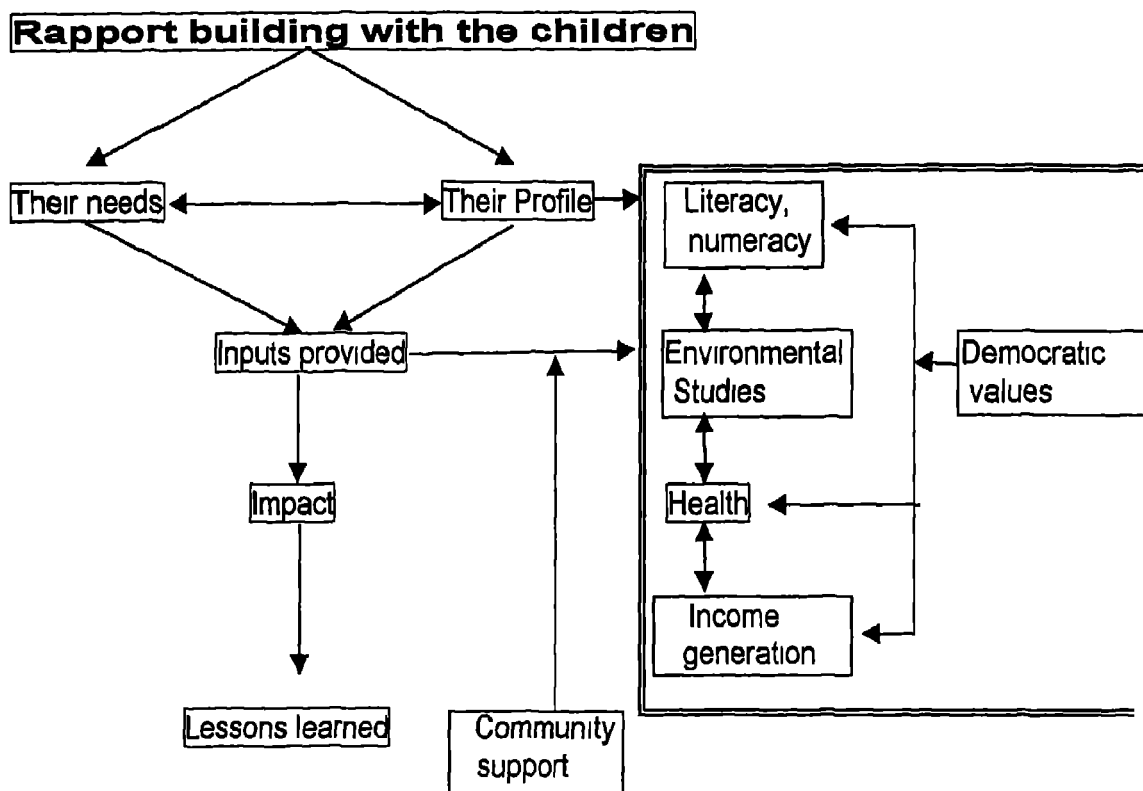 Rapport building with the children
Their needs
Their Profile
Literacy,
numeracy
Inputs provided
Environmental
Studies
Democratic
values
Impact
Health
Income
generation
Lessons learned
Community
support